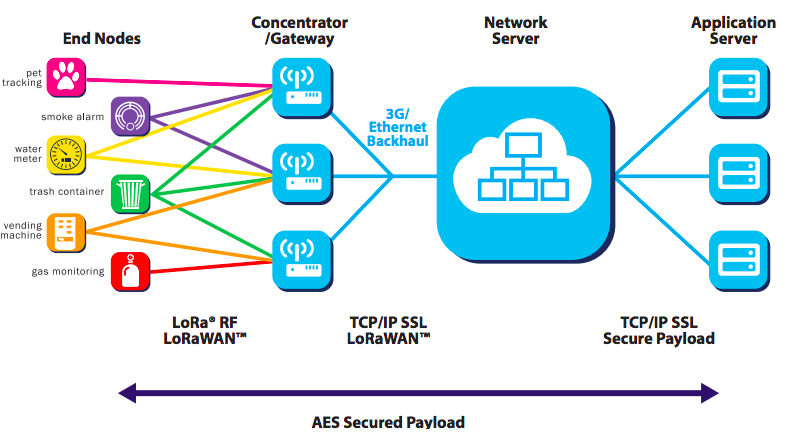 End Nodes
Concentrator
/Gateway
Network
Server
Application
Server
pet
tracking
smoke alarm
water
meter
trash container
vending
machine
gas monitoring
3G/
Ethernet
Backhaul
LoRa® RF
LoRaWAN™
TCP/IP SSL
LoRaWAN™
TCP/IP SSL
Secure Payload
AES Secured Payload